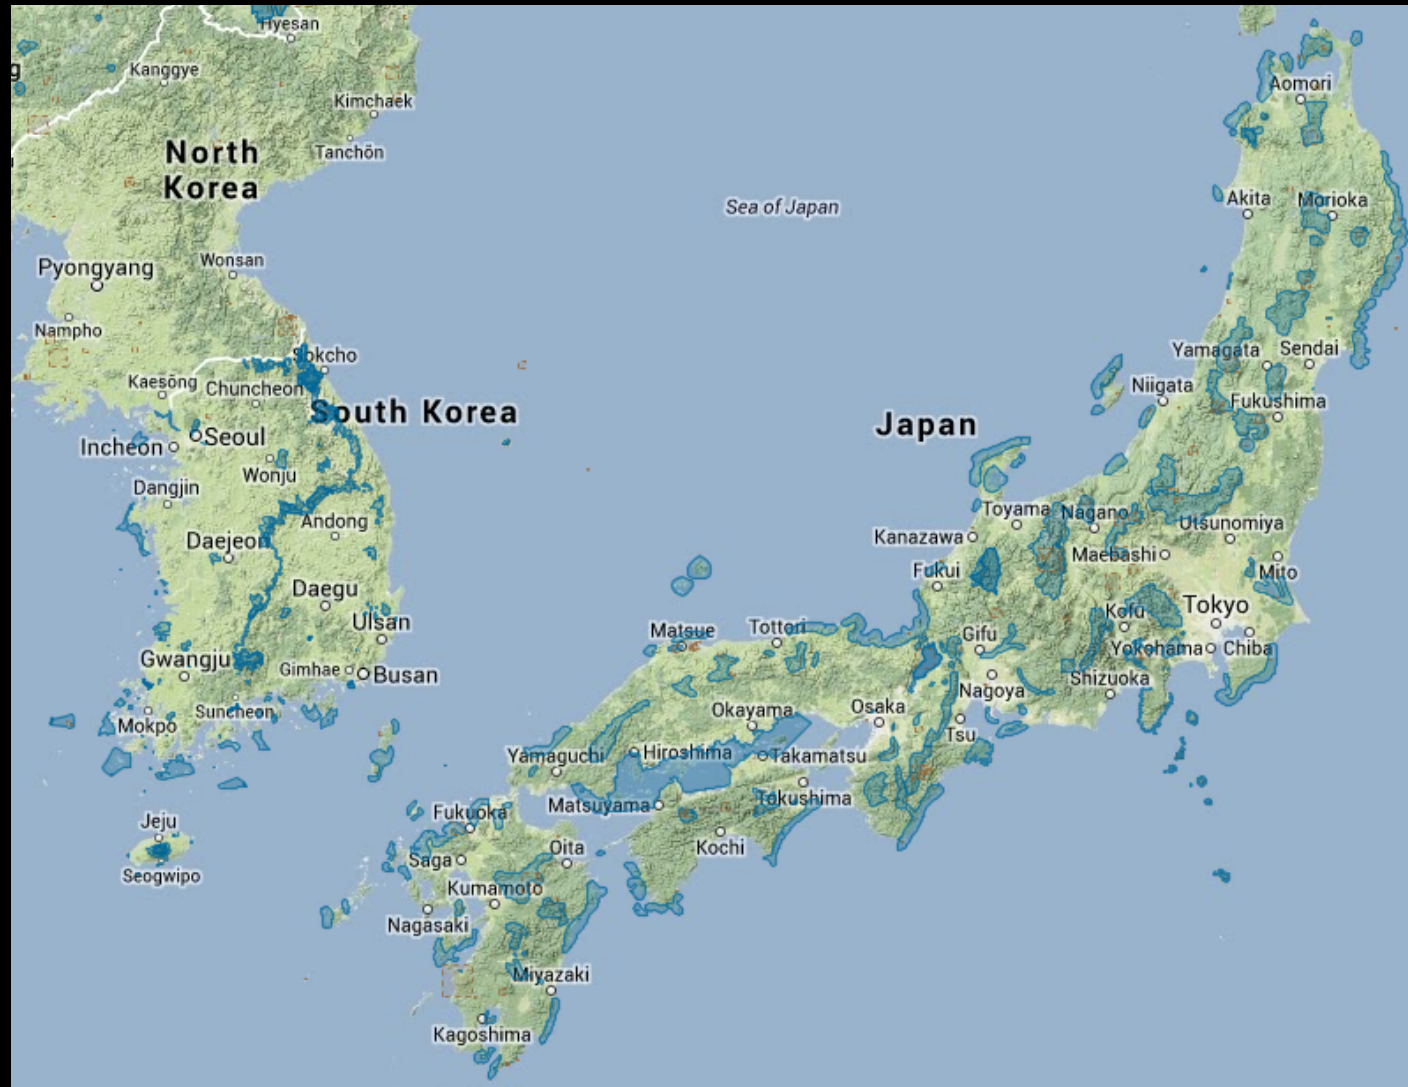 Hyesan
g
Kanggye
Kimchaek
Tanchŏn
North
Korea
Sea of Japan
Wonsan
Pyongyang
Nampho
Sokcho
Kaesŏng
Chuncheon
South Korea
Seoul
Incheon
Wonju
Dangjin
Andong
Daejeon
Daegu
Ulsan
Gwangju
Gimhae
Busan
Suncheon
Mokpo
Jeju
Seogwipo
Aomori
Akita
Morioka
Yamagata
Sendai
Niigata
Fukushima
Japan
Toyama
Nagano
Utsunomiya
Kanazawa
Maebashi
Fukui
Mito
Kofu
Tokyo
Matsue
Tottori
Gifu
Yokohama
Chiba
Nagoya
Shizuoka
Okayama
Osaka
Tsu
Yamaguchi
Hiroshima
Takamatsu
Matsuyama
Tokushima
Fukuoka
Kochi
Oita
Saga
Kumamoto
Nagasaki
Miyazaki
Kagoshima